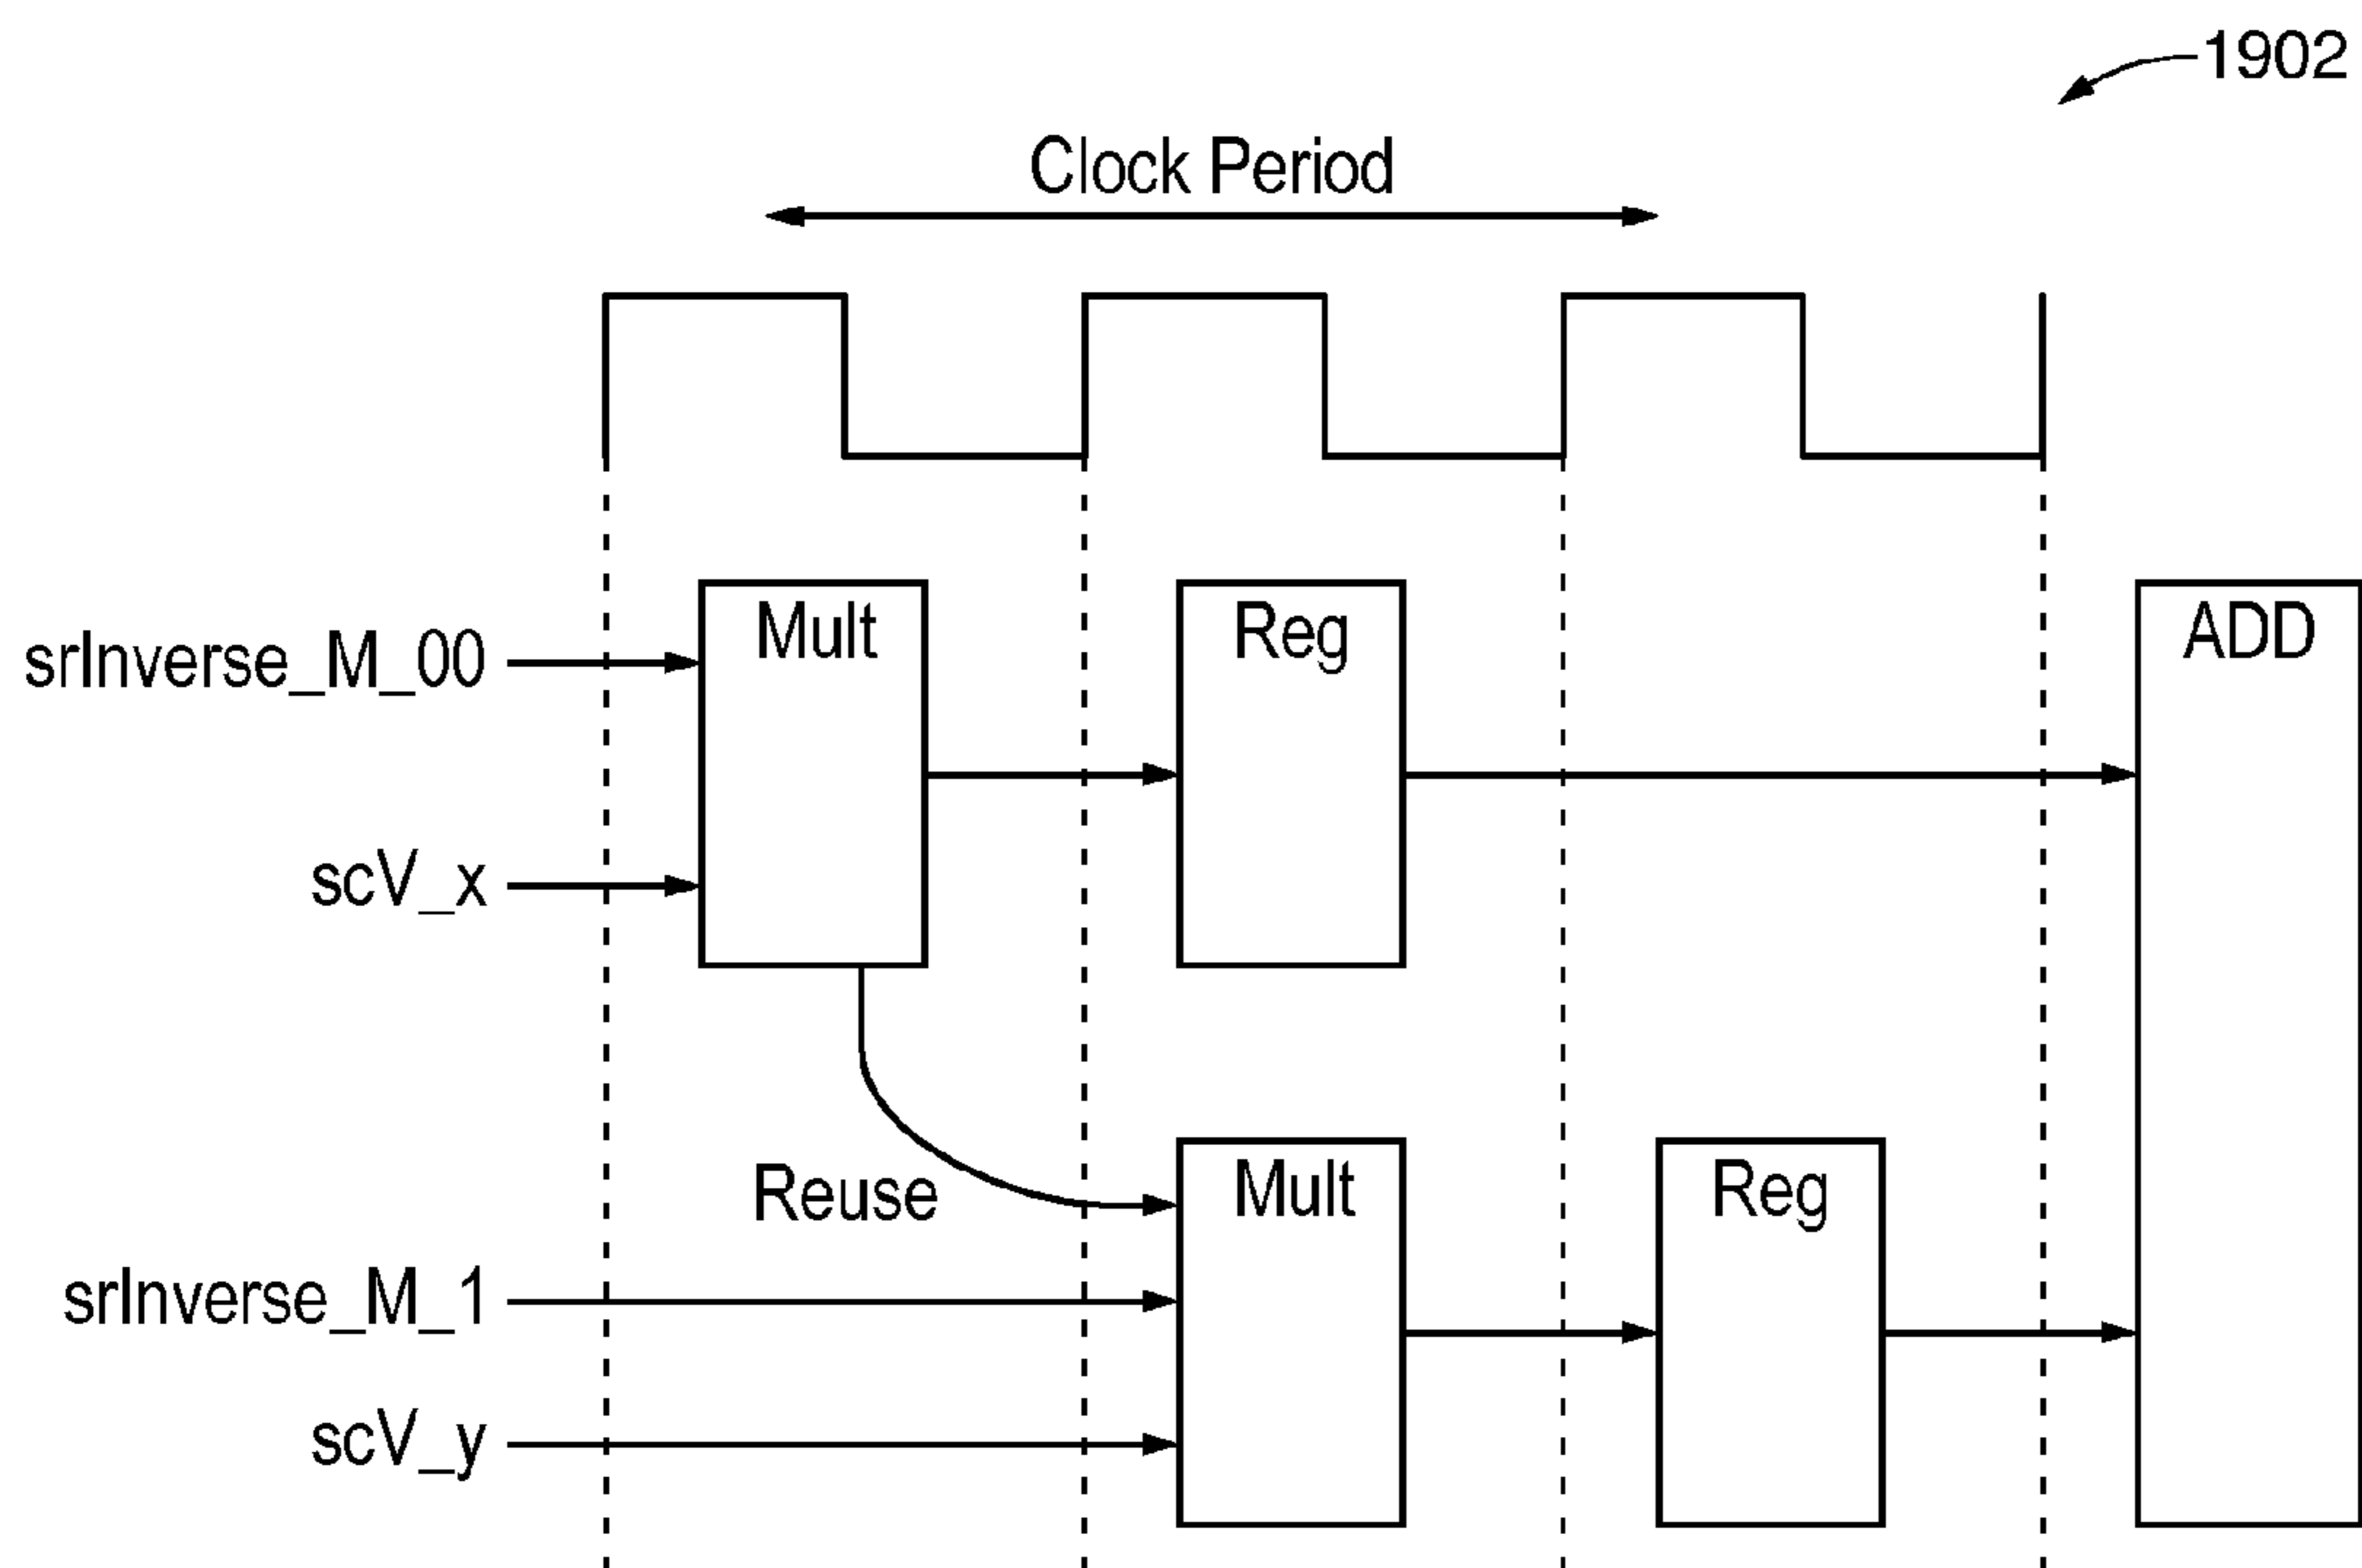 1902
Clock Period
Mult
Reg
ADD
srInverse_M_00
scV_x
Reuse
Mult
Reg
srInverse_M_1
scV_y